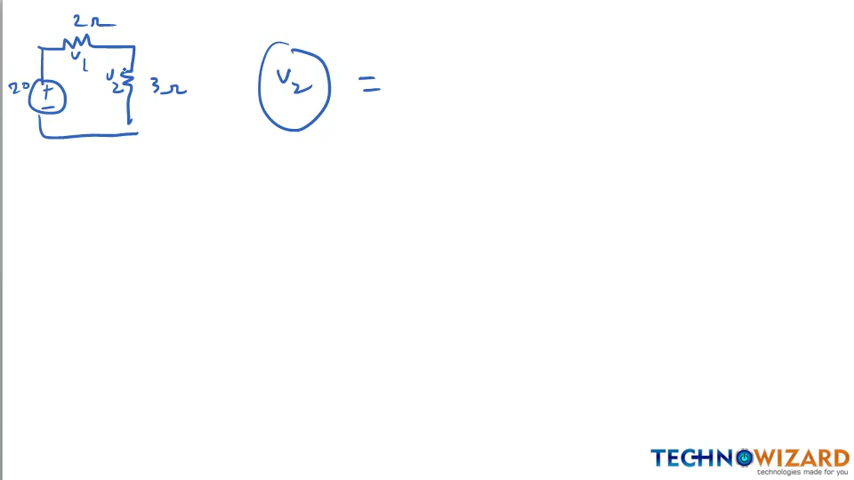 2Ω
V1
20
V2
3Ω
V2 =
TECHNOWIZARD
technologies made for you